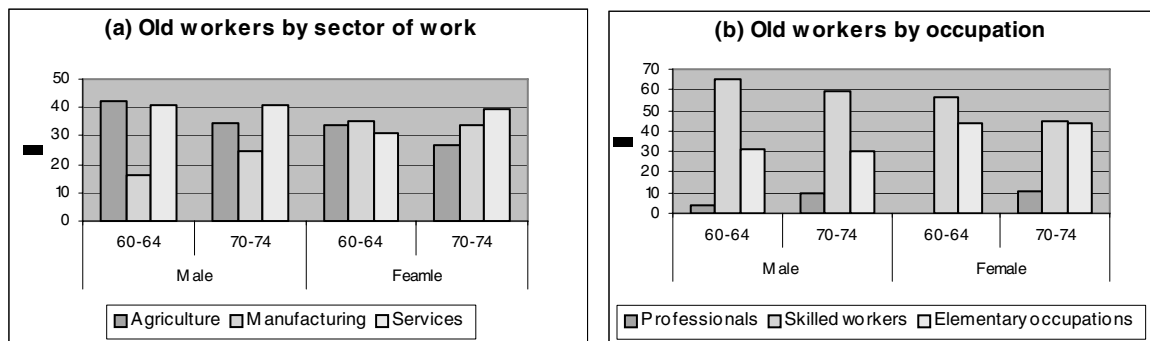 (a) Old workers by sector of work
50
40
30
20
10
0
60-64 70-74 60-64 70-74
Male Feamle
Agriculture Manufacturing Services
(b) Old workers by occupation
70
60
50
40
30
20
10
0
60-64 70-74 60-64 70-74
Male Female
Professionals Skilled workers Elementary occupations